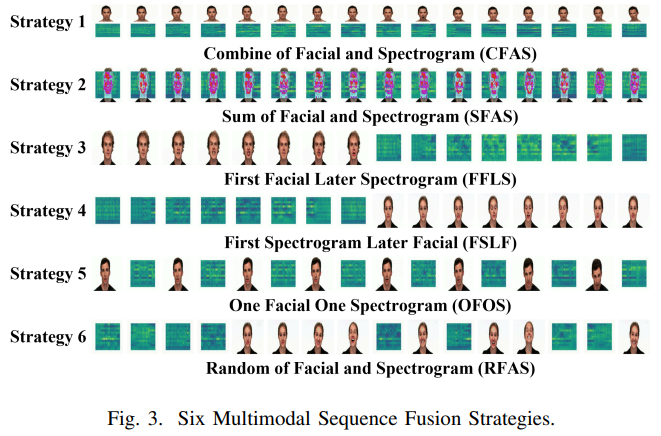 Strategy 1
Combine of Facial and Spectrogram (CFAS)
Strategy 2
Sum of Facial and Spectrogram (SFAS)
Strategy 3
First Facial Later Spectrogram (FFLS)
Strategy 4
First Spectrogram Later Facial (FSLF)
Strategy 5
One Facial One Spectrogram (OFOS)
Strategy 6
Random of Facial and Spectrogram (RFAS)
Fig. 3. Six Multimodal Sequence Fusion Strategies.